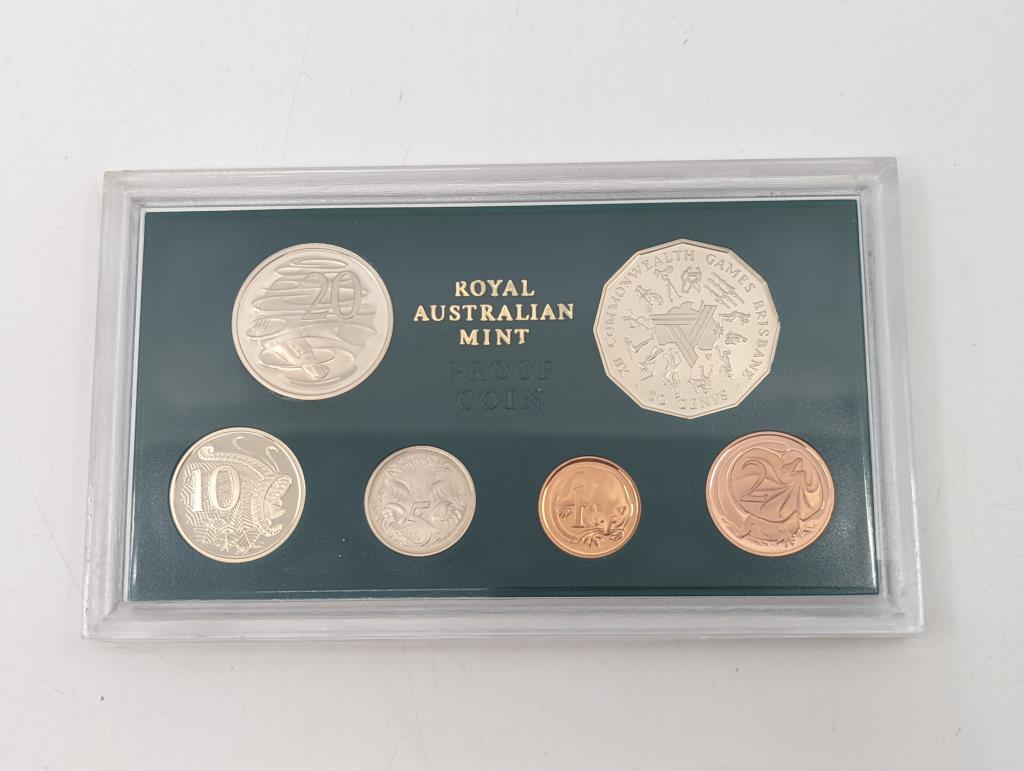 20
ROYAL
AUSTRALIAN
MINT
PROOF
COIN
XII COMMONWEALTH GAMES BRISBANE
50 CENTS
10
5
1
2